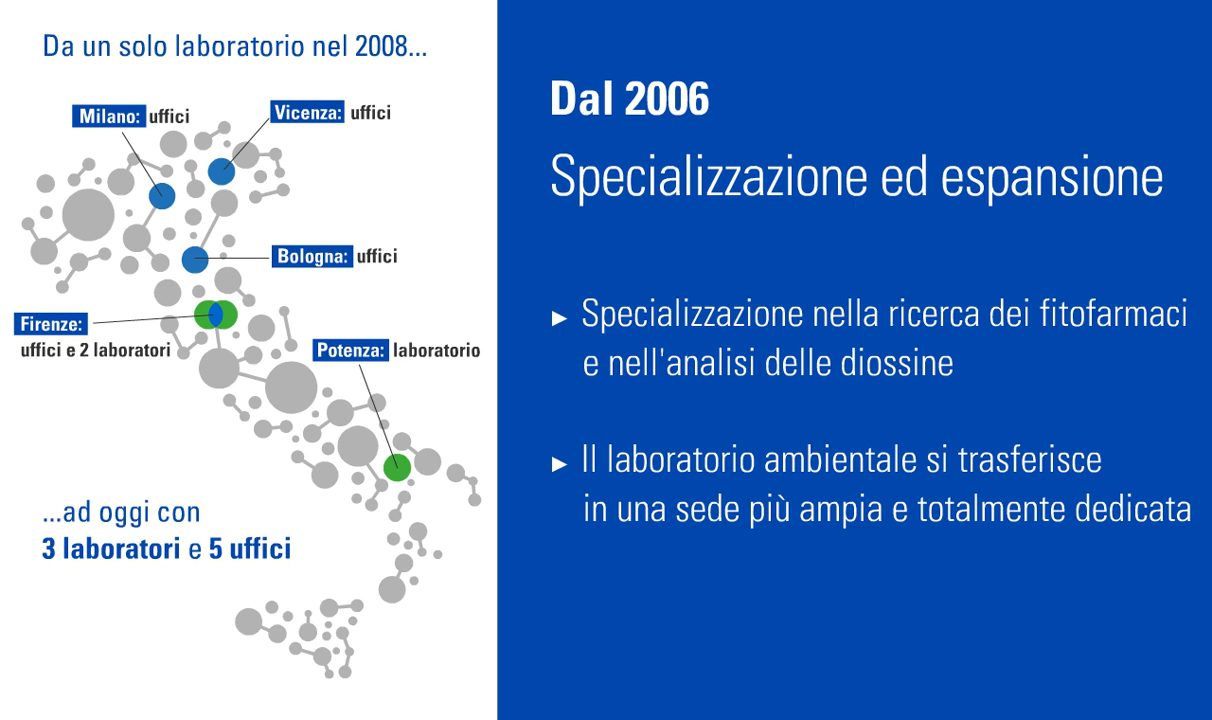 Da un solo laboratorio nel 2008...
Milano: uffici
Vicenza: uffici
Bologna: uffici
Firenze:
uffici e 2 laboratori
Potenza: laboratorio
...ad oggi con
3 laboratori e 5 uffici
Dal 2006
Specializzazione ed espansione
► Specializzazione nella ricerca dei fitofarmaci
e nell'analisi delle diossine
► Il laboratorio ambientale si trasferisce
in una sede più ampia e totalmente dedicata